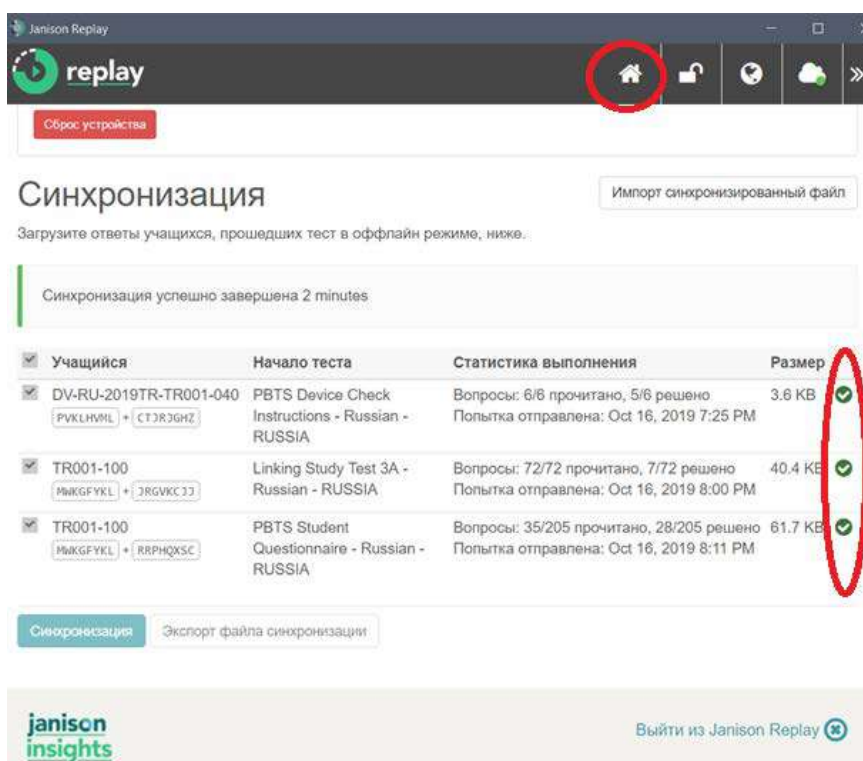 Janison Replay
replay
Сброс устройства
Синхронизация
Импорт синхронизированный файл
Загрузите ответы учащихся, прошедших тест в оффлайн режиме, ниже.
Синхронизация успешно завершена 2 minutes
Учащийся Начало теста Статистика выполнения Размер
DV-RU-2019TR-TR001-040 PBTS Device Check Вопросы: 6/6 прочитано, 5/6 решено 3.6 KB
PVKLHVML + CTJRJGHZ Instructions - Russian - Попытка отправлена: Oct 16, 2019 7:25 PM
RUSSIA
TR001-100 Linking Study Test 3A - Вопросы: 72/72 прочитано, 7/72 решено 40.4 KB
MWKGFYKL + JRGVKCJJ Russian - RUSSIA Попытка отправлена: Oct 16, 2019 8:00 PM
TR001-100 PBTS Student Вопросы: 35/205 прочитано, 28/205 решено 61.7 KB
MWKGFYKL + RRPHQXSC Questionnaire - Russian - Попытка отправлена: Oct 16, 2019 8:11 PM
RUSSIA
Синхронизация Экспорт файла синхронизации
janison
insights
Выйти из Janison Replay